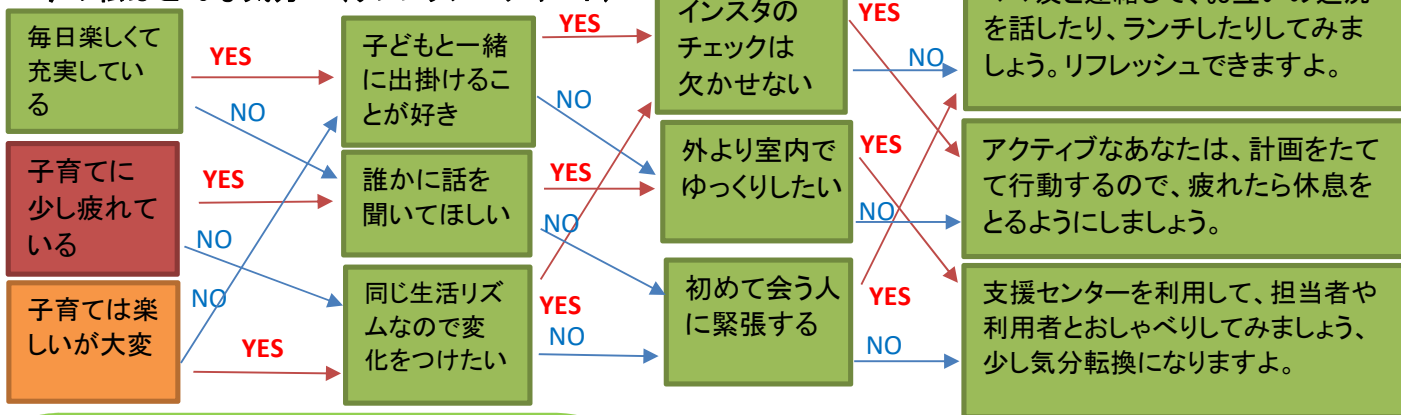 毎日楽しくて
充実してい
る
YES
NO
子育てに
少し疲れて
いる
YES
NO
子育ては楽
しいが大変
NO
YES
子どもと一緒
に出掛けるこ
とが好き
YES
NO
誰かに話を
聞いてほしい
YES
NO
同じ生活リズ
ムなので変
化をつけたい
YES
NO
インスタの
チェックは
欠かせない
YES
NO
外より室内で
ゆっくりしたい
YES
NO
初めて会う人
に緊張する
YES
NO
を話したり、ランチしたりしてみま
しょう。リフレッシュできますよ。
アクティブなあなたは、計画をたて
て行動するので、疲れたら休息を
とるようにしましょう。
支援センターを利用して、担当者や
利用者とおしゃべりしてみましょう、
少し気分転換になりますよ。